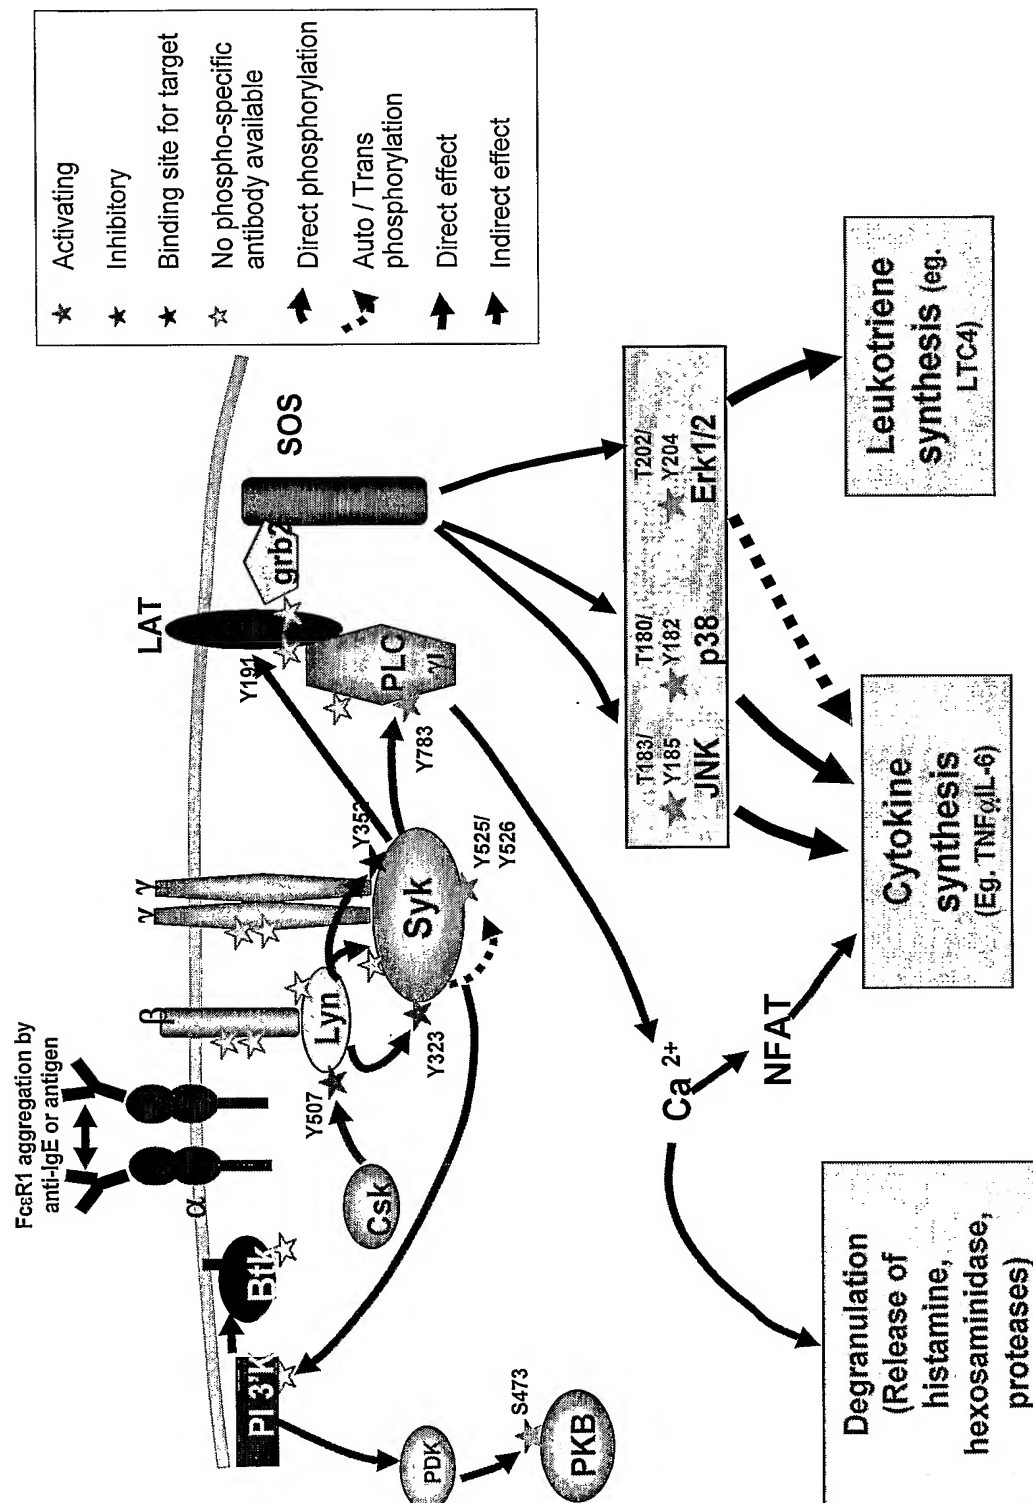 FcεR1 aggregation by
anti-IgE or antigen
α
β
γ
γ
LAT
Btk
PI 3'K
Csk
Y507
Lyn
Y323
Syk
Y352
Y525/
Y526
Y191
Y783
PLC
γI
grb2
SOS
PDK
S473
PKB
Ca 2+
NFAT
T183/
Y185
JNK
T180/
Y182
p38
T202/
Y204
Erk1/2
Degranulation
(Release of
histamine,
hexosaminidase,
proteases)
Cytokine
synthesis
(Eg. TNFαIL-6)
Leukotriene
synthesis (eg.
LTC4)
Activating
Inhibitory
Binding site for target
No phospho-specific
antibody available
Direct phosphorylation
Auto / Trans
phosphorylation
Direct effect
Indirect effect